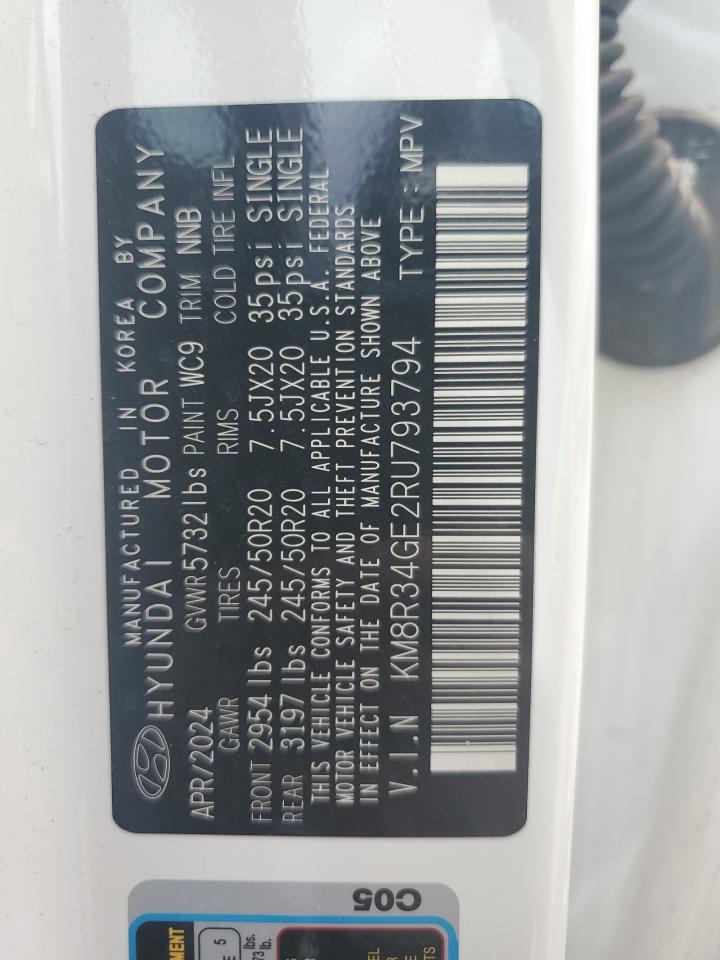 MANUFACTURED IN KOREA BY
HYUNDAI MOTOR COMPANY
APR/2024 GVWR 5732 lbs PAINT WC9 TRIM NNB
GAWR TIRES RIMS COLD TIRE INFL
FRONT 2954 lbs 245/50R20 7.5JX20 35psi SINGLE
REAR 3197 lbs 245/50R20 7.5JX20 35psi SINGLE
THIS VEHICLE CONFORMS TO ALL APPLICABLE U.S.A. FEDERAL
MOTOR VEHICLE SAFETY AND THEFT PREVENTION STANDARDS
IN EFFECT ON THE DATE OF MANUFACTURE SHOWN ABOVE
V.I.N KM8R34GE2RU793794 TYPE : MPV
C05
5
lbs.